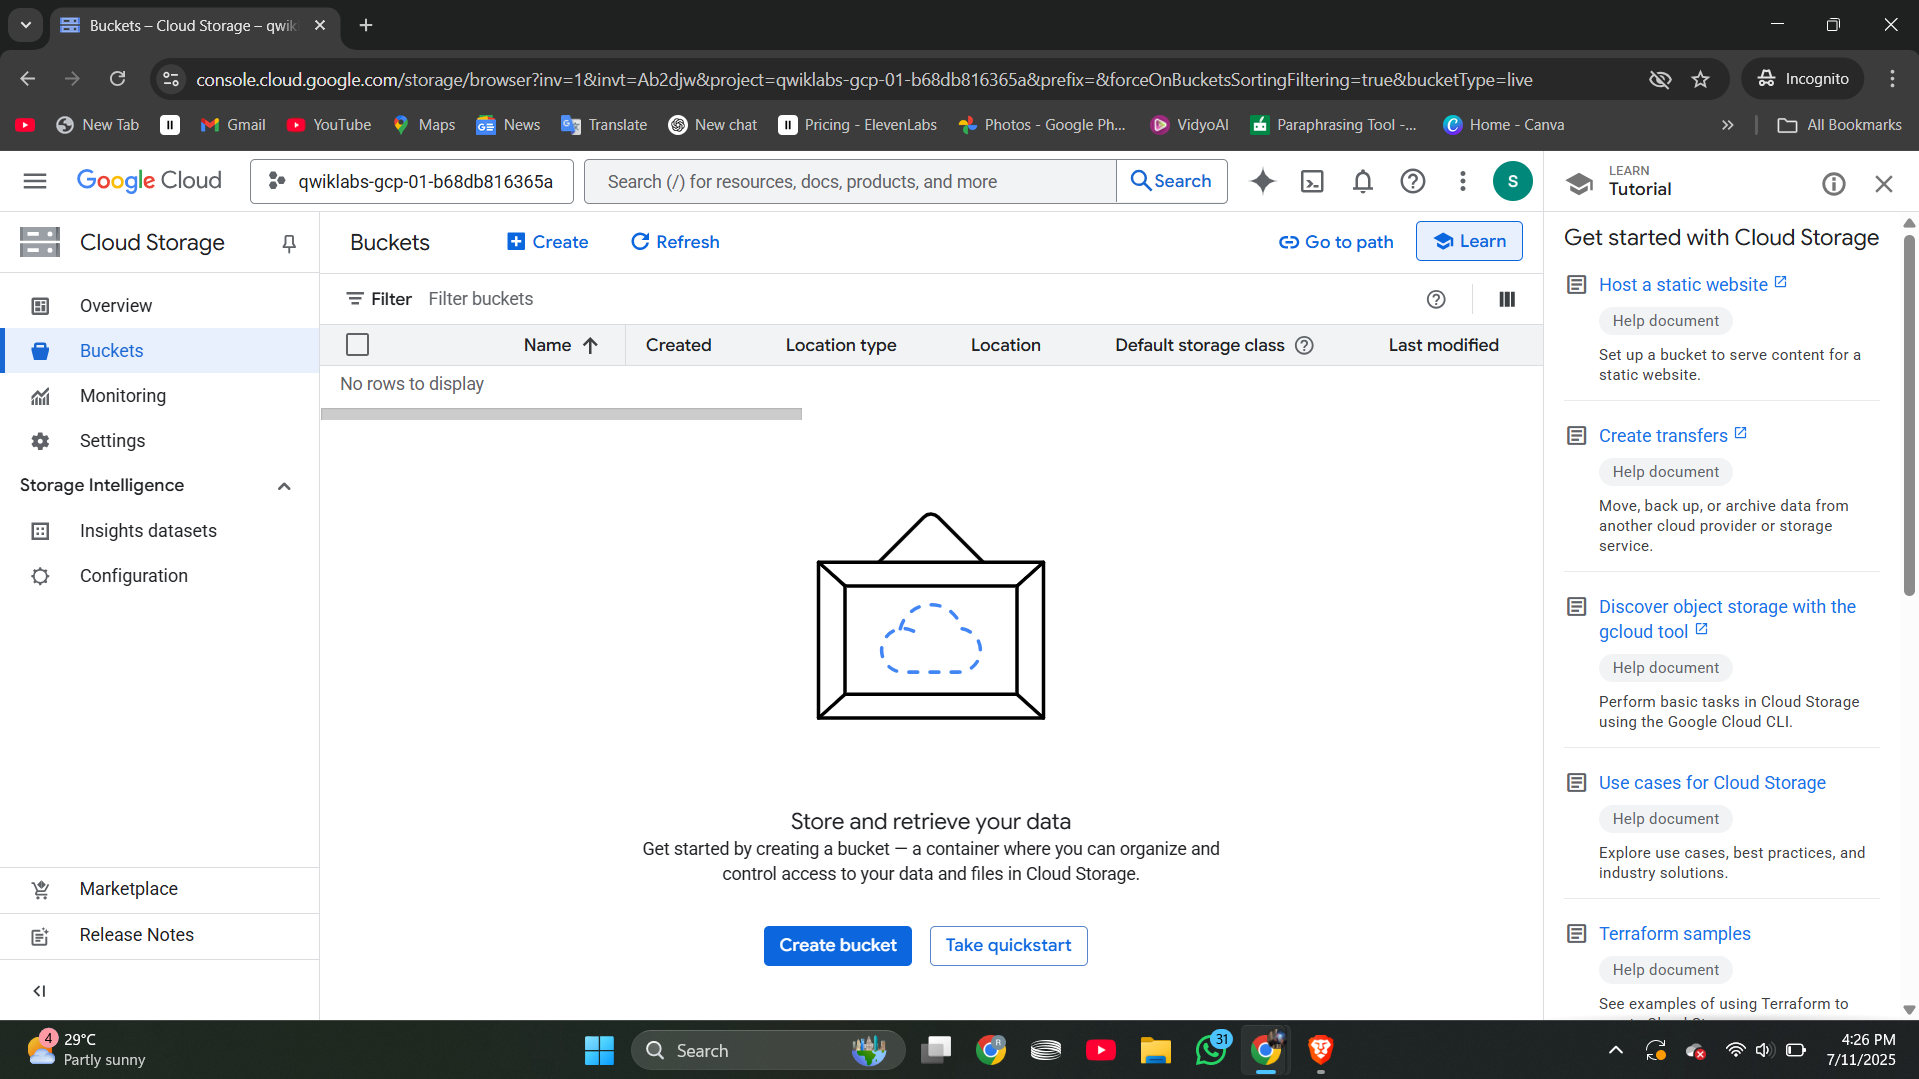 Buckets – Cloud Storage – qwik
console.cloud.google.com/storage/browser?inv=1&invt=Ab2djw&project=qwiklabs-gcp-01-b68db816365a&prefix=&forceOnBucketsSortingFiltering=true&bucketType=live
Incognito
New Tab
Gmail
YouTube
Maps
News
Translate
New chat
Pricing - ElevenLabs
Photos - Google Ph...
VidyoAI
Paraphrasing Tool -...
Home - Canva
All Bookmarks
Google Cloud
qwiklabs-gcp-01-b68db816365a
Search (/) for resources, docs, products, and more
Search
S
LEARN
Tutorial
Cloud Storage
Overview
Buckets
Monitoring
Settings
Storage Intelligence
Insights datasets
Configuration
Marketplace
Release Notes
Buckets
Create
Refresh
Go to path
Learn
Filter
Filter buckets
Name
Created
Location type
Location
Default storage class
Last modified
No rows to display
Store and retrieve your data
Get started by creating a bucket — a container where you can organize and
control access to your data and files in Cloud Storage.
Create bucket
Take quickstart
Get started with Cloud Storage
Host a static website
Help document
Set up a bucket to serve content for a
static website.
Create transfers
Help document
Move, back up, or archive data from
another cloud provider or storage
service.
Discover object storage with the
gcloud tool
Help document
Perform basic tasks in Cloud Storage
using the Google Cloud CLI.
Use cases for Cloud Storage
Help document
Explore use cases, best practices, and
industry solutions.
Terraform samples
Help document
See examples of using Terraform to
4
29°C
Partly sunny
Search
R
31
4:26 PM
7/11/2025